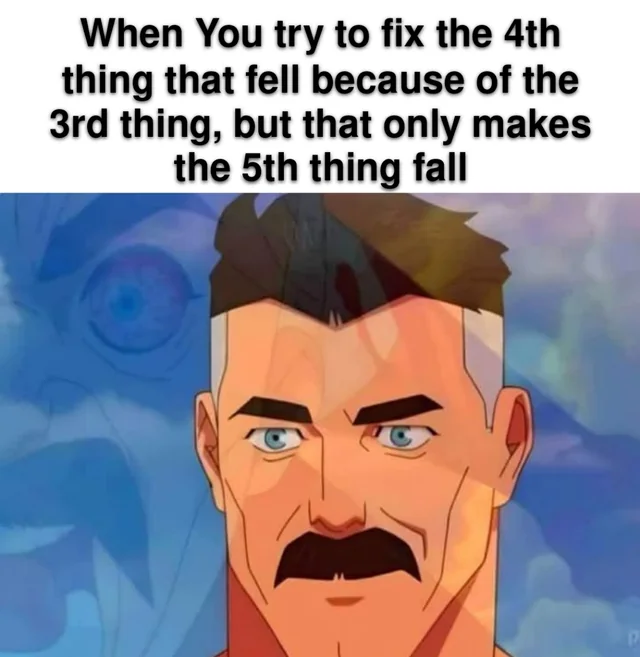 When You try to fix the 4th
thing that fell because of the
3rd thing, but that only makes
the 5th thing fall